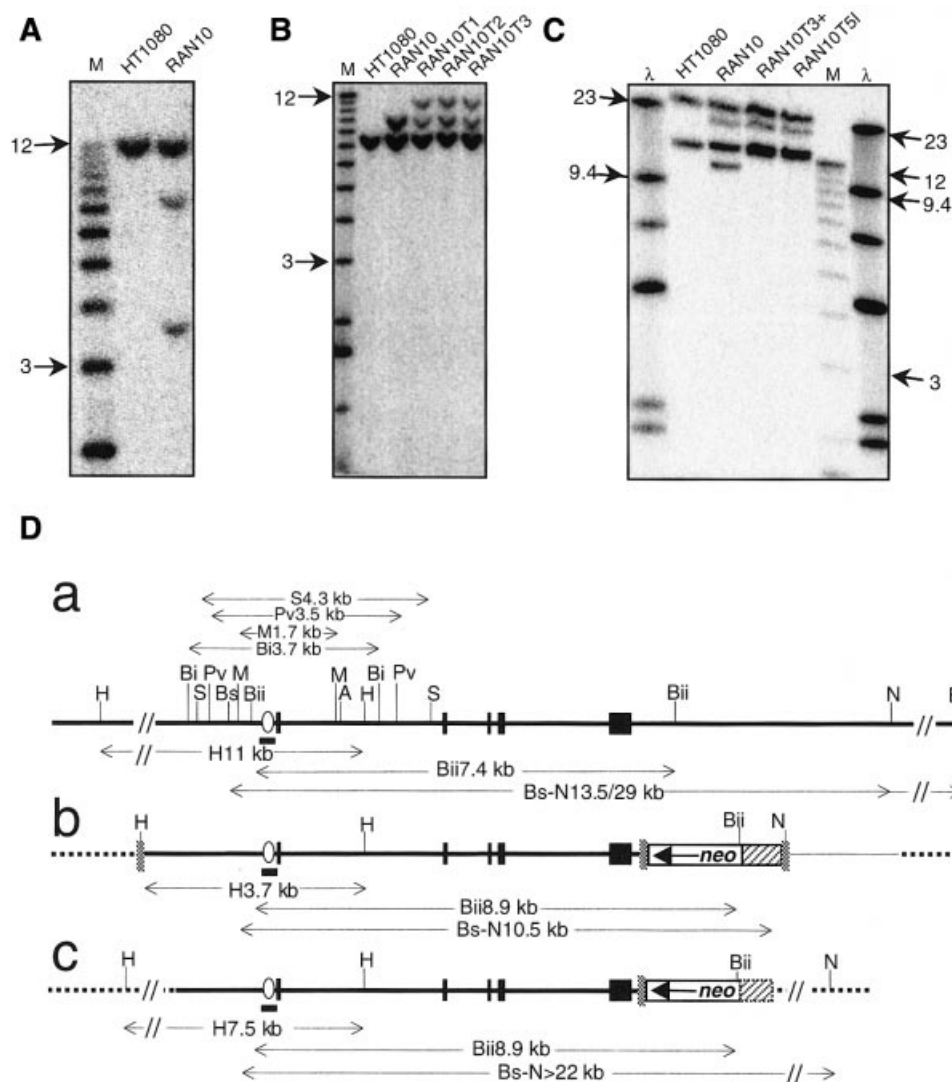 A
M HT1080 RAN10
12
3
B
M HT1080 RAN10 RAN10T1 RAN10T2 RAN10T3
12
3
C
λ HT1080 RAN10 RAN10T3+ RAN10T5I M λ
23
9.4
23
12
9.4
3
D
a
S4.3 kb
Pv3.5 kb
M1.7 kb
Bi3.7 kb
H Bi S Pv Bs M Bii M A H Bi Pv S Bii N
H11 kb
Bii7.4 kb
Bs-N13.5/29 kb
b
H H Bii N
neo
H3.7 kb
Bii8.9 kb
Bs-N10.5 kb
c
H H Bii N
neo
H7.5 kb
Bii8.9 kb
Bs-N>22 kb